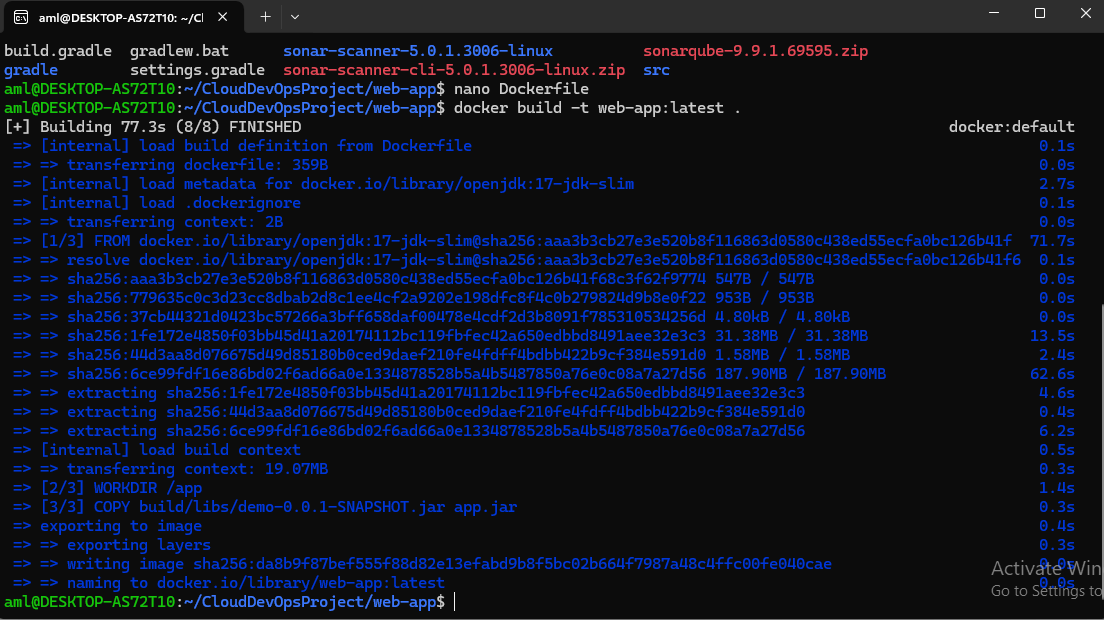 aml@DESKTOP-AS72T10: ~/Cl
build.gradle gradlew.bat sonar-scanner-5.0.1.3006-linux sonarqube-9.9.1.69595.zip
gradle settings.gradle sonar-scanner-cli-5.0.1.3006-linux.zip src
aml@DESKTOP-AS72T10:~/CloudDevOpsProject/web-app$ nano Dockerfile
aml@DESKTOP-AS72T10:~/CloudDevOpsProject/web-app$ docker build -t web-app:latest .
[+] Building 77.3s (8/8) FINISHED docker:default
=> [internal] load build definition from Dockerfile 0.1s
=> => transferring dockerfile: 359B 0.0s
=> [internal] load metadata for docker.io/library/openjdk:17-jdk-slim 2.7s
=> [internal] load .dockerignore 0.1s
=> => transferring context: 2B 0.0s
=> [1/3] FROM docker.io/library/openjdk:17-jdk-slim@sha256:aaa3b3cb27e3e520b8f116863d0580c438ed55ecfa0bc126b41f 71.7s
=> => resolve docker.io/library/openjdk:17-jdk-slim@sha256:aaa3b3cb27e3e520b8f116863d0580c438ed55ecfa0bc126b41f6 0.1s
=> => sha256:aaa3b3cb27e3e520b8f116863d0580c438ed55ecfa0bc126b41f68c3f62f9774 547B / 547B 0.0s
=> => sha256:779635c0c3d23cc8dbab2d8c1ee4cf2a9202e198dfc8f4c0b279824d9b8e0f22 953B / 953B 0.0s
=> => sha256:37cb44321d0423bc57266a3bff658daf00478e4cdf2d3b8091f785310534256d 4.80kB / 4.80kB 0.0s
=> => sha256:1fe172e4850f03bb45d41a20174112bc119fbfec42a650edbbd8491aee32e3c3 31.38MB / 31.38MB 13.5s
=> => sha256:44d3aa8d076675d49d85180b0ced9daef210fe4fdff4bdbb422b9cf384e591d0 1.58MB / 1.58MB 2.4s
=> => sha256:6ce99fdf16e86bd02f6ad66a0e1334878528b5a4b5487850a76e0c08a7a27d56 187.90MB / 187.90MB 62.6s
=> => extracting sha256:1fe172e4850f03bb45d41a20174112bc119fbfec42a650edbbd8491aee32e3c3 4.6s
=> => extracting sha256:44d3aa8d076675d49d85180b0ced9daef210fe4fdff4bdbb422b9cf384e591d0 0.4s
=> => extracting sha256:6ce99fdf16e86bd02f6ad66a0e1334878528b5a4b5487850a76e0c08a7a27d56 6.2s
=> [internal] load build context 0.5s
=> => transferring context: 19.07MB 0.3s
=> [2/3] WORKDIR /app 1.4s
=> [3/3] COPY build/libs/demo-0.0.1-SNAPSHOT.jar app.jar 0.3s
=> exporting to image 0.4s
=> => exporting layers 0.3s
=> => writing image sha256:da8b9f87bef555f88d82e13efabd9b8f5bc02b664f7987a48c4ffc00fe040cae 0.0s
=> => naming to docker.io/library/web-app:latest 0.0s
aml@DESKTOP-AS72T10:~/CloudDevOpsProject/web-app$
Activate Win
Go to Settings to